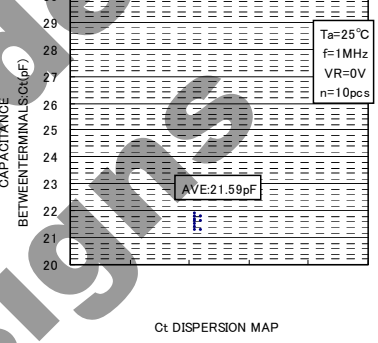 29
28
27
26
25
24
23
22
21
20
CAPACITANCE
BETWEENTERMINALS:Ct(pF)
Ta=25℃
f=1MHz
VR=0V
n=10pcs
AVE:21.59pF
Ct DISPERSION MAP